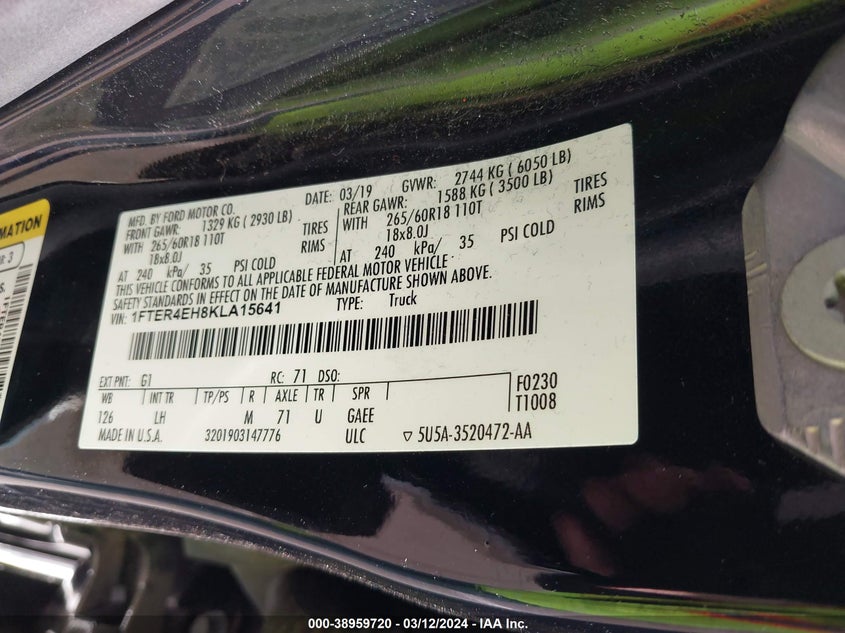 MFD. BY FORD MOTOR CO.
DATE: 03/19 GVWR: 2744 KG ( 6050 LB)
FRONT GAWR: 1329 KG ( 2930 LB)
WITH 265/60R18 110T TIRES
18x8.0J RIMS
AT 240 kPa/ 35 PSI COLD
REAR GAWR: 1588 KG ( 3500 LB)
WITH 265/60R18 110T TIRES
18x8.0J RIMS
AT 240 kPa/ 35 PSI COLD
THIS VEHICLE CONFORMS TO ALL APPLICABLE FEDERAL MOTOR VEHICLE
SAFETY STANDARDS IN EFFECT ON THE DATE OF MANUFACTURE SHOWN ABOVE.
VIN: 1FTER4EH8KLA15641 TYPE: Truck
EXT PNT: G1 RC: 71 DSO:
WB INT TR TP/PS R AXLE TR SPR
126 LH M 71 U GAEE
F0230
T1008
MADE IN U.S.A. 3201903147776 ULC ▽ 5U5A-3520472-AA
000-38959720 - 03/12/2024 - IAA Inc.